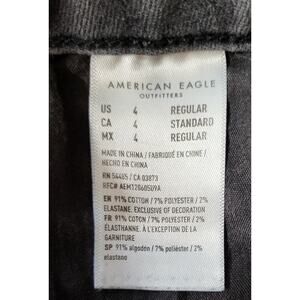 AMERICAN EAGLE
OUTFITTERS
US 4 REGULAR
CA 4 STANDARD
MX 4 REGULAR
MADE IN CHINA / FABRIQUÉ EN CHINE /
HECHO EN CHINA
RN 54485 / CA 03873
RFC# AEM120605U9A
EN 91% COTTON / 7% POLYESTER / 2%
ELASTANE. EXCLUSIVE OF DECORATION
FR 91% COTON / 7% POLYESTER / 2%
ÉLASTHANNE. À L'EXCEPTION DE LA
GARNITURE
SP 91% algodón / 7% poliéster / 2%
elastano